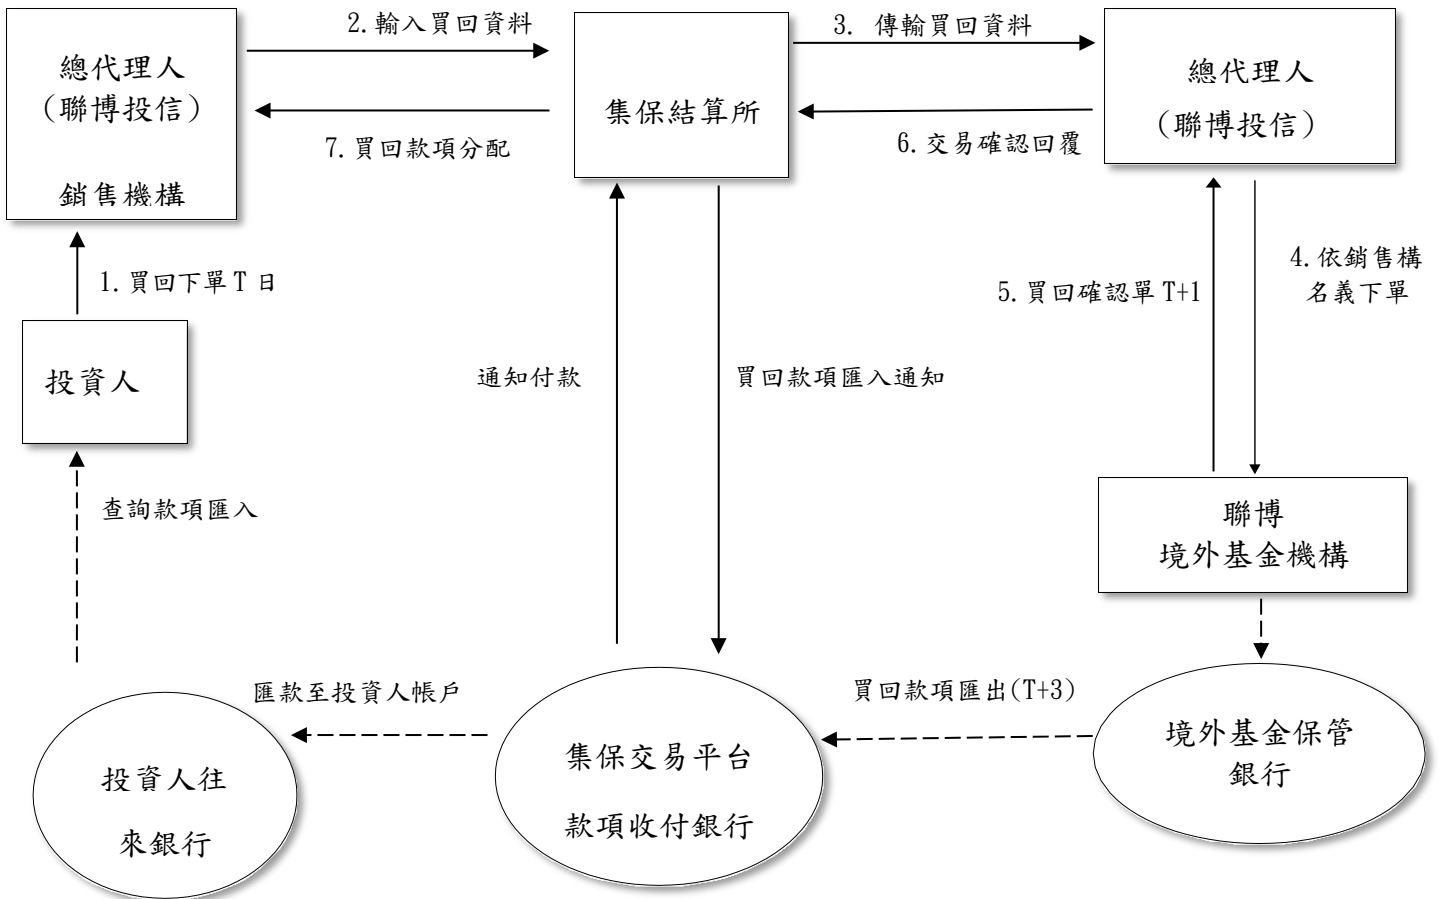 2.輸入買回資料
3. 傳輸買回資料
總代理人
(聯博投信)
銷售機構
集保結算所
總代理人
(聯博投信)
7.買回款項分配
6.交易確認回覆
1.買回下單 T 日
4.依銷售構
名義下單
5.買回確認單 T+1
投資人
通知付款
買回款項匯入通知
查詢款項匯入
聯博
境外基金機構
匯款至投資人帳戶
買回款項匯出(T+3)
投資人往
來銀行
集保交易平台
款項收付銀行
境外基金保管
銀行